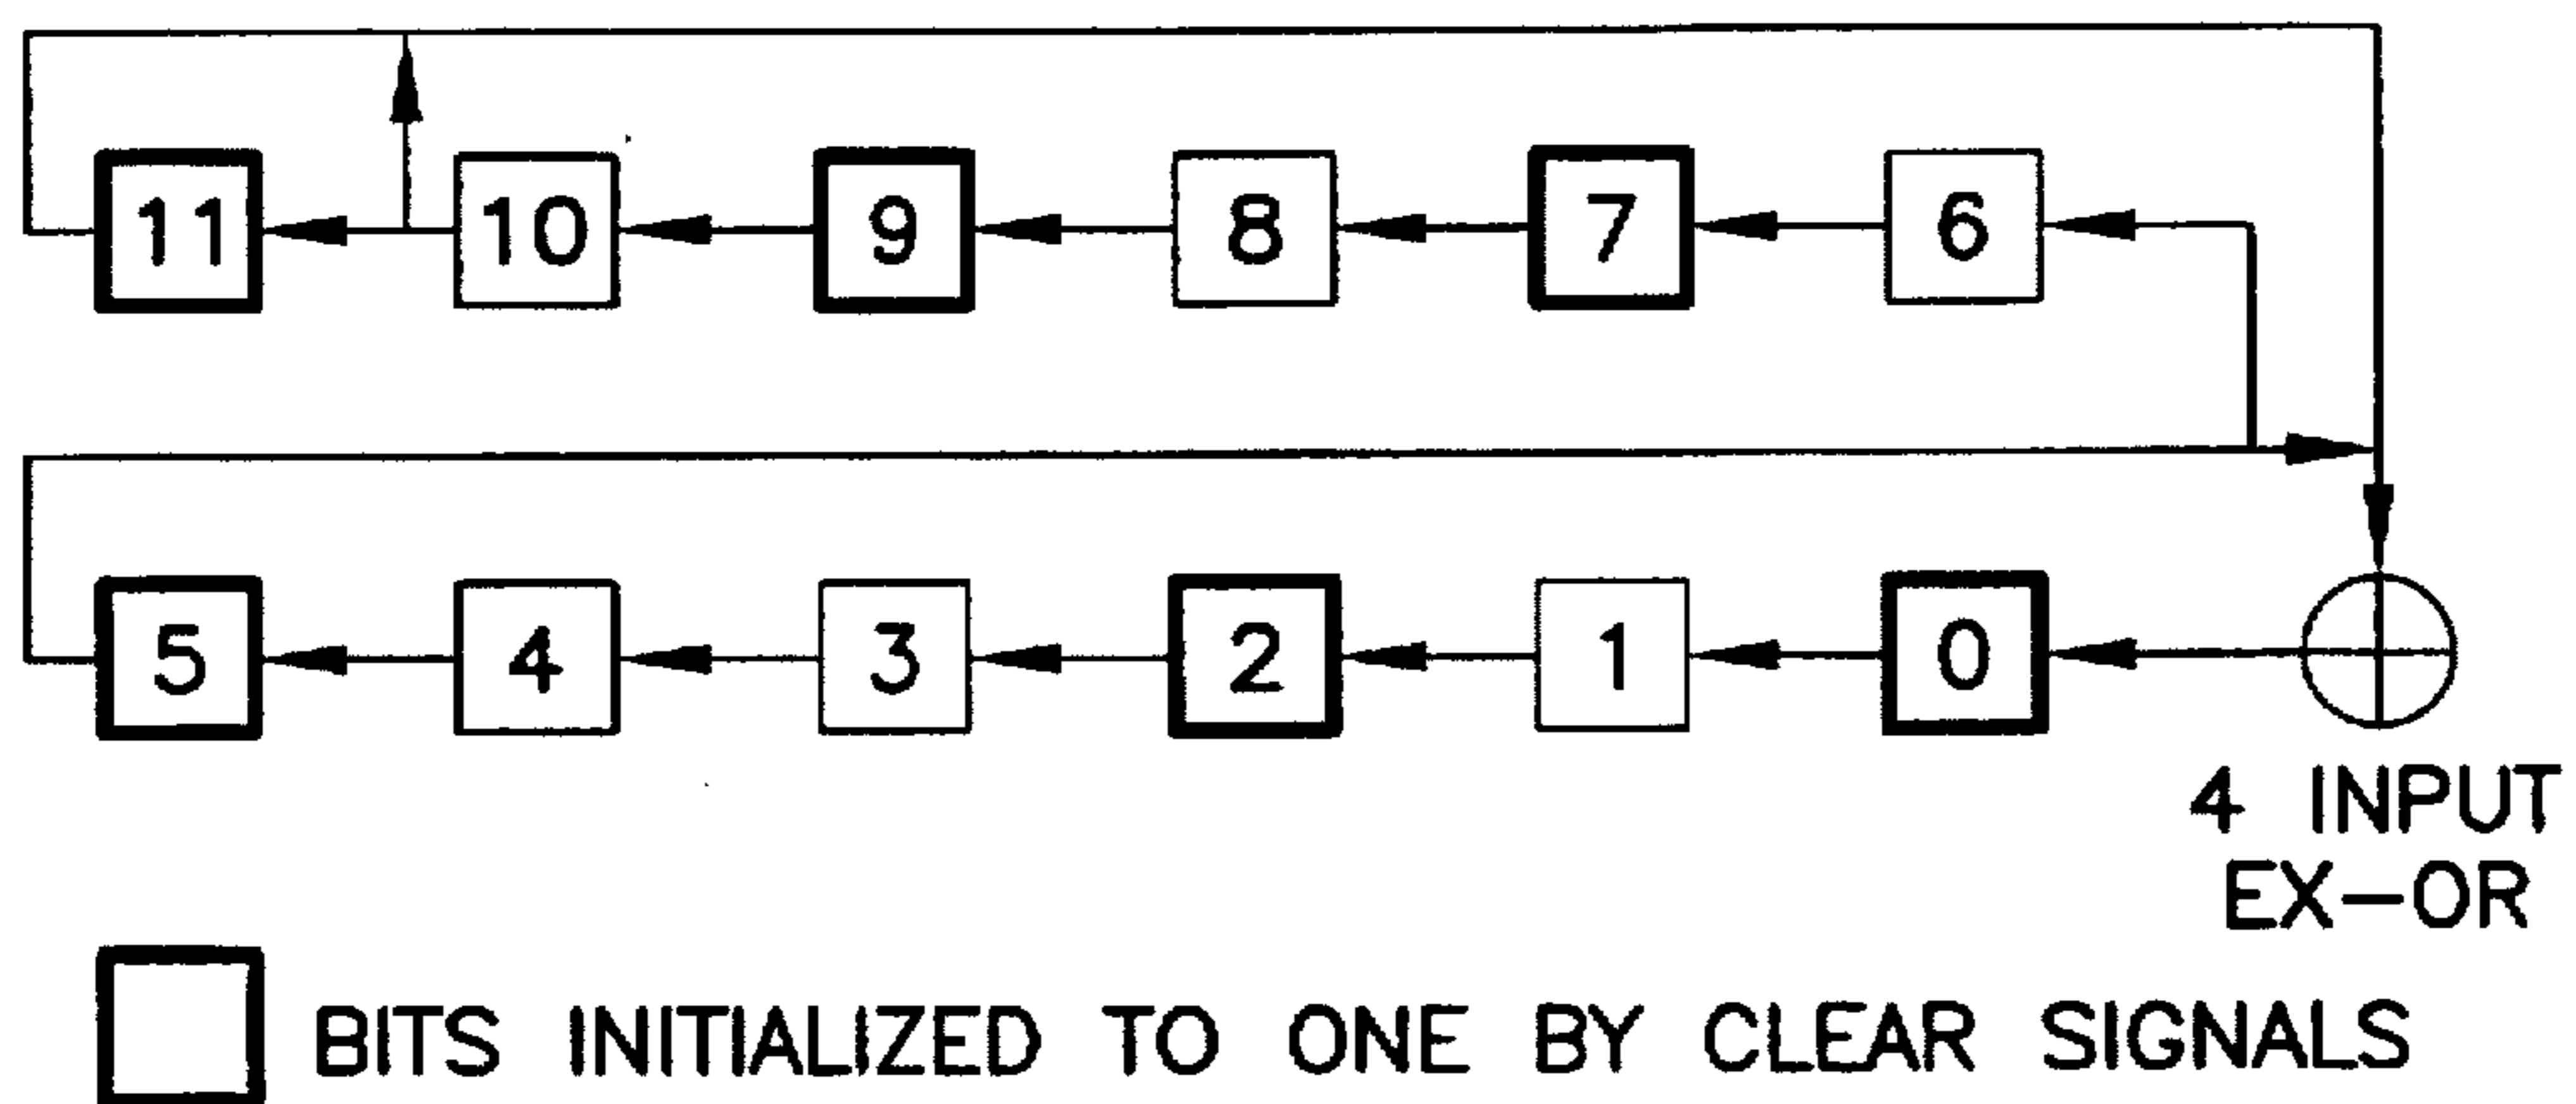 11 10 9 8 7 6
5 4 3 2 1 0
4 INPUT
EX-OR
BITS INITIALIZED TO ONE BY CLEAR SIGNALS